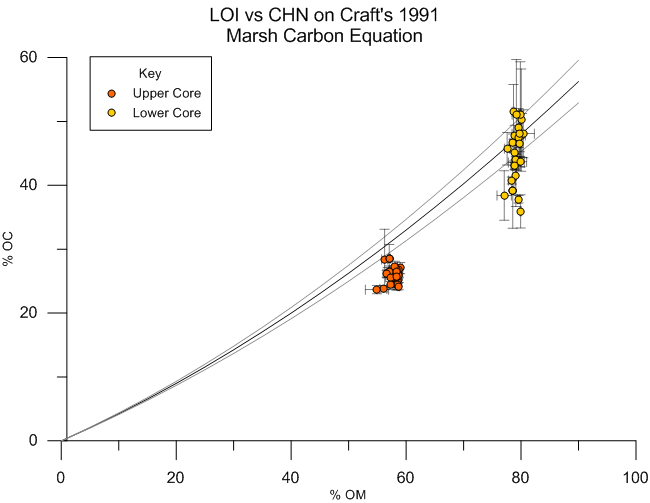 LOI vs CHN on Craft's 1991
Marsh Carbon Equation
60
Key
Upper Core
Lower Core
40
% OC
20
0
0 20 40 60 80 100
% OM